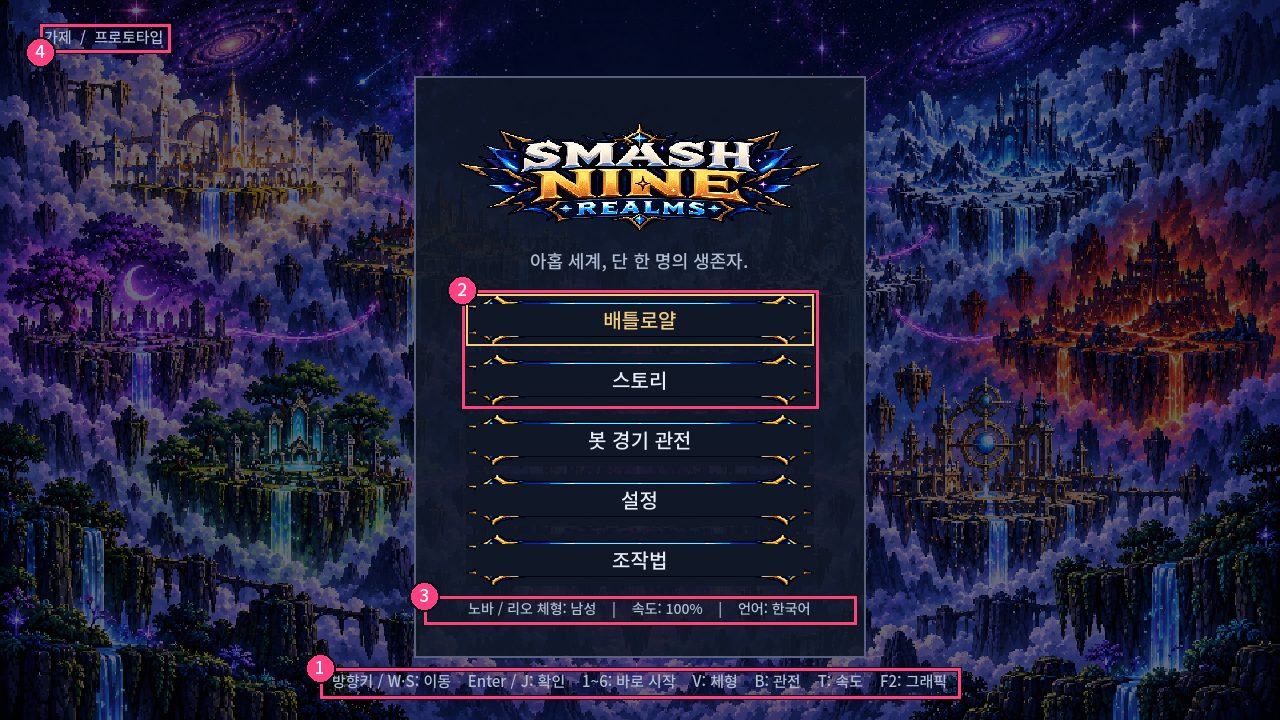 가제 / 프로토타입
4
SMASH
NINE
REALMS
아홉 세계, 단 한 명의 생존자.
2
배틀로얄
스토리
봇 경기 관전
설정
조작법
3
노바 / 리오 체형: 남성 | 속도: 100% | 언어: 한국어
1
방향키 / W·S: 이동 Enter / J: 확인 1~6: 바로 시작 V: 체형 B: 관전 T: 속도 F2: 그래픽